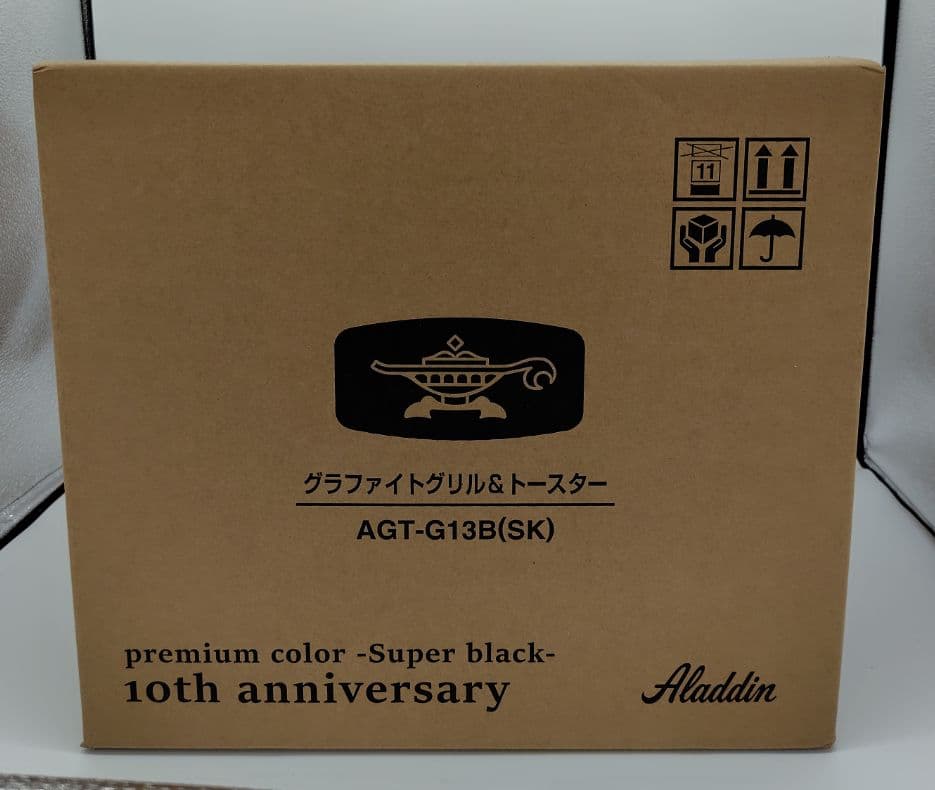 11
グラファイトグリル&トースター
AGT-G13B(SK)
premium color -Super black-
10th anniversary
Aladdin